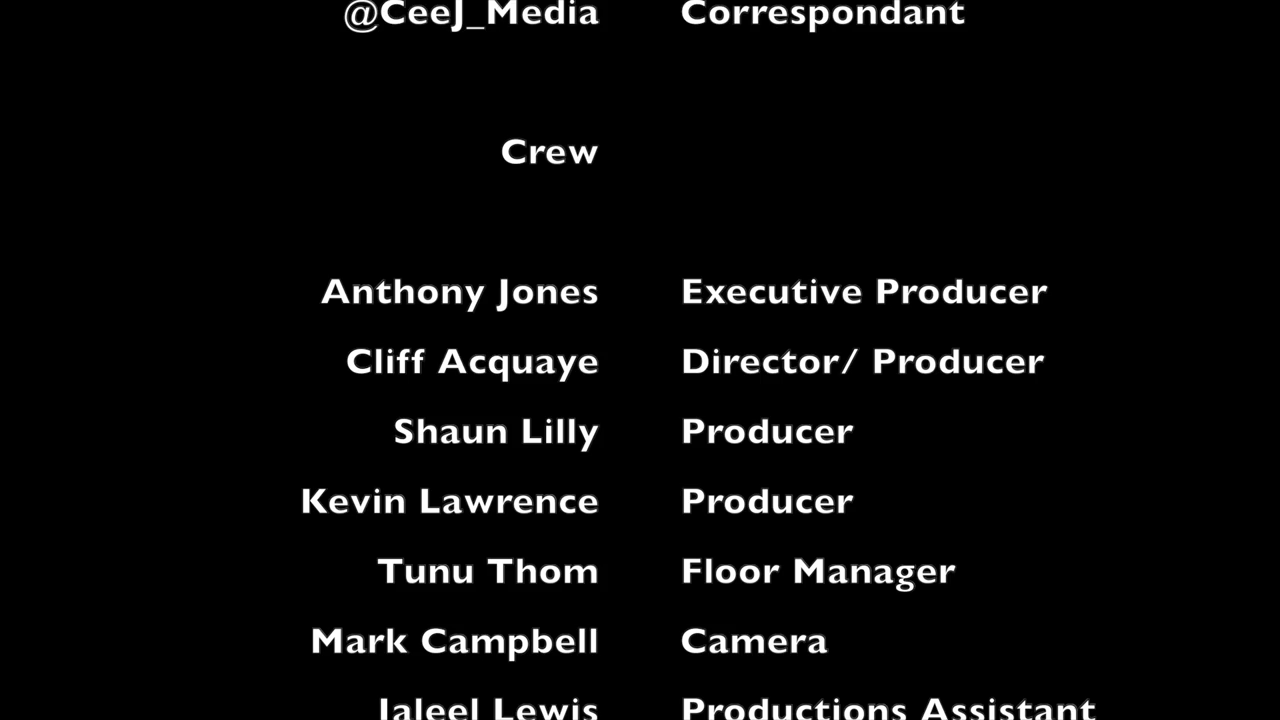 @CeeJ_Media Correspondant
Crew
Anthony Jones Executive Producer
Cliff Acquaye Director/ Producer
Shaun Lilly Producer
Kevin Lawrence Producer
Tunu Thom Floor Manager
Mark Campbell Camera
Jaleel Lewis Productions Assistant